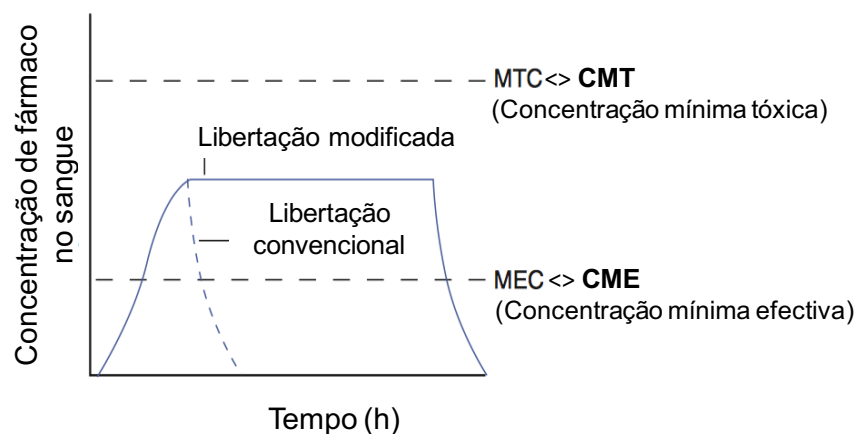 Concentração de fármaco
no sangue
MTC<> CMT
(Concentração mínima tóxica)
Libertação modificada
Libertação
convencional
MEC<> CME
(Concentração mínima efectiva)
Tempo (h)